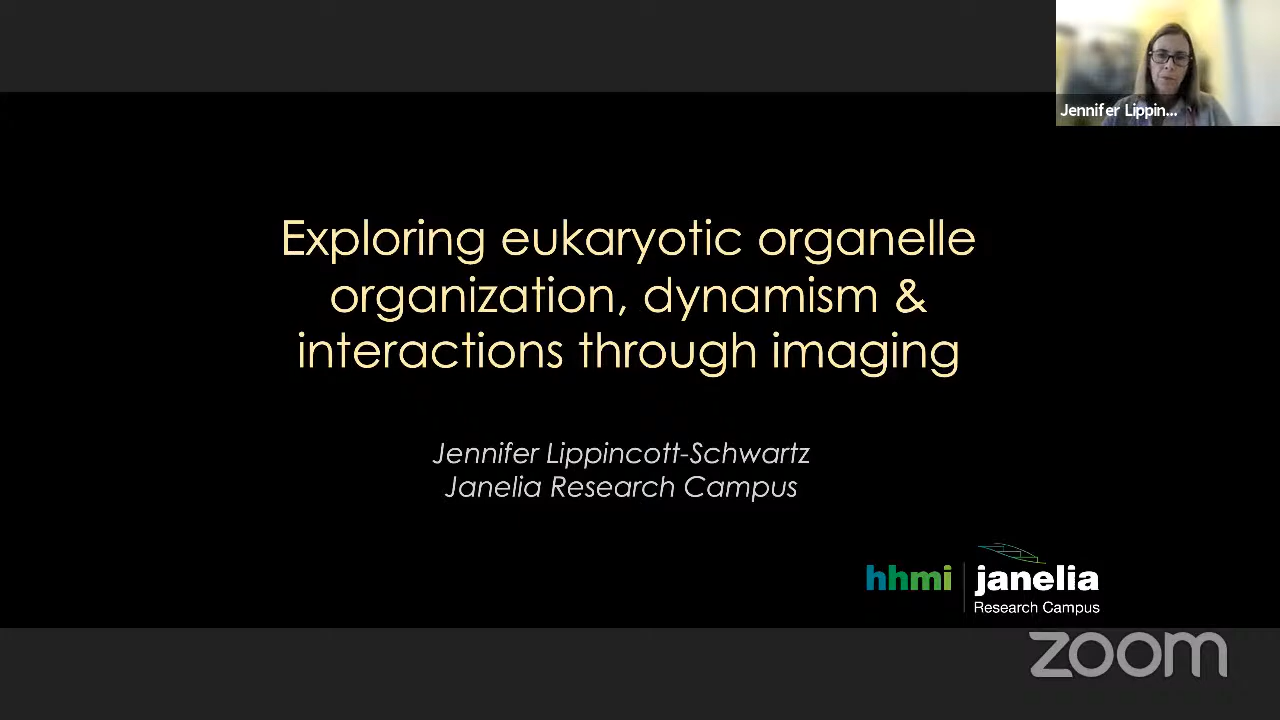 Jennifer Lippin...
Exploring eukaryotic organelle
organization, dynamism &
interactions through imaging
Jennifer Lippincott-Schwartz
Janelia Research Campus
hhmi janelia
Research Campus
zoom